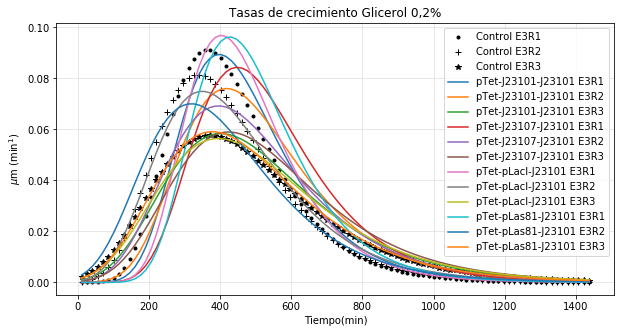 Tasas de crecimiento Glicerol 0,2%
0.10
0.08
0.06
0.04
0.02
0.00
μm (min¹)
0
200
400
600
800
1000
1200
1400
Tiempo(min)
Control E3R1
Control E3R2
Control E3R3
pTet-J23101-J23101 E3R1
pTet-J23101-J23101 E3R2
pTet-J23101-J23101 E3R3
pTet-J23107-J23101 E3R1
pTet-J23107-J23101 E3R2
pTet-J23107-J23101 E3R3
pTet-pLacI-J23101 E3R1
pTet-pLacI-J23101 E3R2
pTet-pLacI-J23101 E3R3
pTet-pLas81-J23101 E3R1
pTet-pLas81-J23101 E3R2
pTet-pLas81-J23101 E3R3